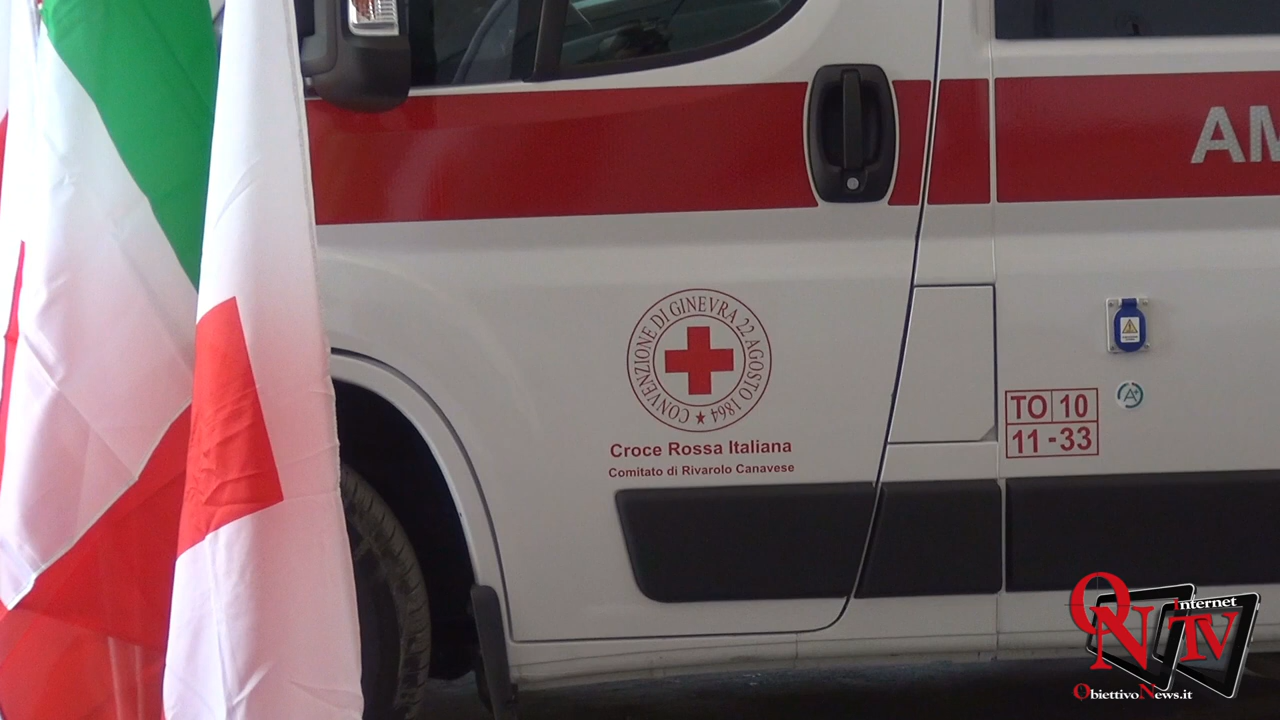 AM
CONVENZIONE DI GINEVRA 22 AGOSTO 1864 ★
Croce Rossa Italiana
Comitato di Rivarolo Canavese
TO 10
11-33
A+
ON Internet TV
ObiettivoNews.it